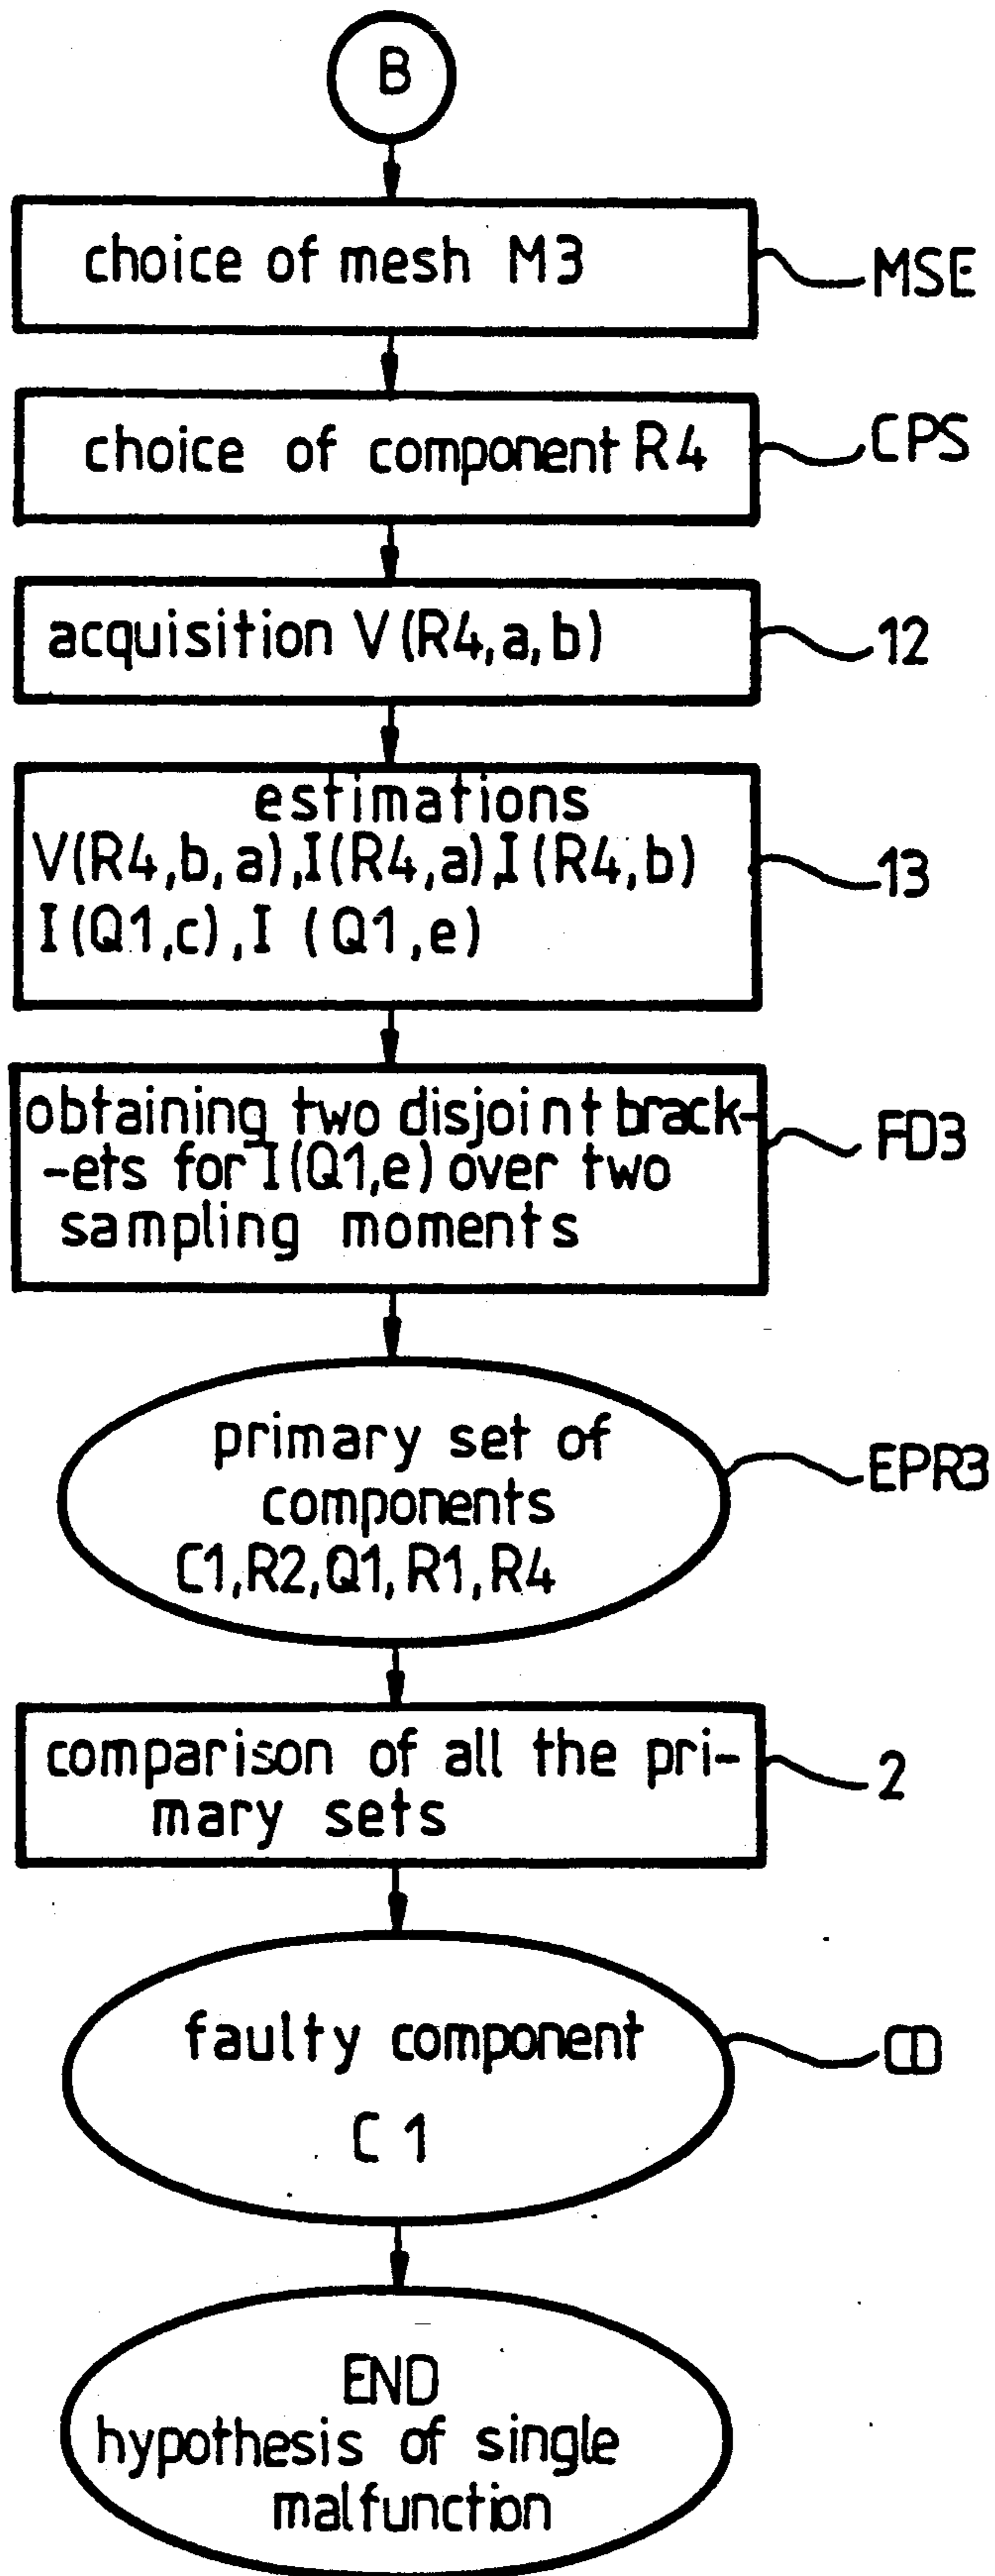 B
choice of mesh M3
MSE
choice of component R4
CPS
acquisition V(R4,a,b)
12
estimations
V(R4,b,a),I(R4,a),I(R4,b)
I(Q1,c),I (Q1,e)
13
obtaining two disjoint brack-
-ets for I(Q1,e) over two
sampling moments
FD3
primary set of
components
C1,R2,Q1,R1,R4
EPR3
comparison of all the pri-
mary sets
2
faulty component
C 1
CD
END
hypothesis of single
malfunction